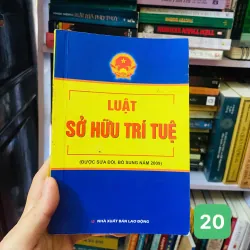 LUẬT
SỞ HỮU TRÍ TUỆ
(ĐƯỢC SỬA ĐỔI, BỔ SUNG NĂM 2009)
NHÀ XUẤT BẢN LAO ĐỘNG
20